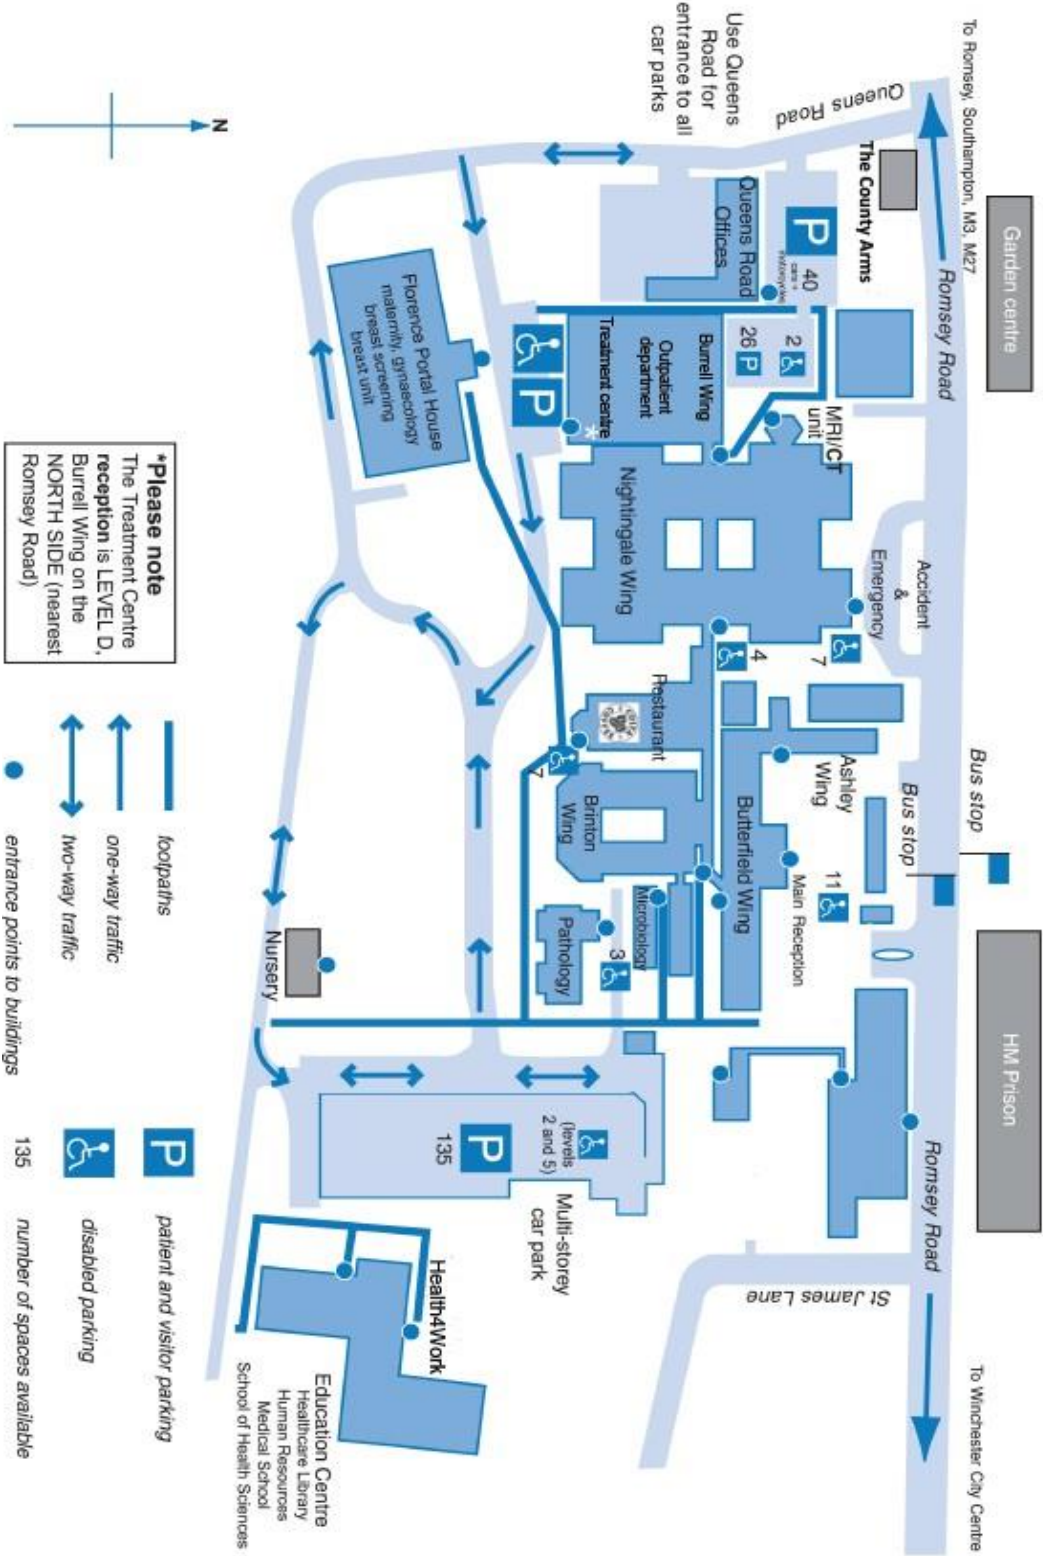 To Romsey, Southampton, M3, M27
Garden centre
Romsey Road
Queens Road
The County Arms
Use Queens
Road for
entrance to all
car parks
P
40
cars +
motorcycles
Queens Road
Offices
2
26 P
MRI/CT
unit
Burrell Wing
Outpatient
department
Treatment centre
*
P
Nightingale Wing
Accident
&
Emergency
7
4
Florence Portal House
maternity, gynaecology
breast screening
breast unit
Restaurant
7
Ashley
Wing
Bus stop
Bus stop
Butterfield Wing
Main Reception
11
Brinton
Wing
Microbiology
Pathology
3
HM Prison
Nursery
Romsey Road
St James Lane
To Winchester City Centre
(levels
2 and 5)
P
135
Multi-storey
car park
Health4Work
Education Centre
Healthcare Library
Human Resources
Medical School
School of Health Sciences
N
*Please note
The Treatment Centre
reception is LEVEL D,
Burrell Wing on the
NORTH SIDE (nearest
Romsey Road)
footpaths
one-way traffic
two-way traffic
entrance points to buildings
P patient and visitor parking
disabled parking
135 number of spaces available